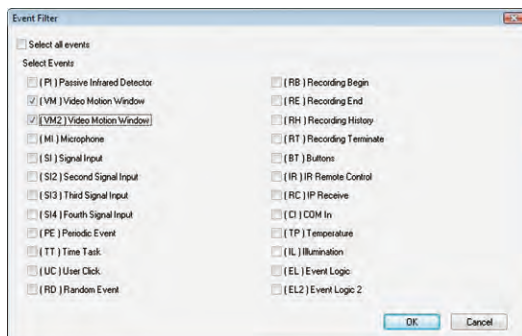 Event Filter
Select all events
Select Events
( PI ) Passive Infrared Detector
( VM ) Video Motion Window
( VM2 ) Video Motion Window
( MI ) Microphone
( SI ) Signal Input
( SI2 ) Second Signal Input
( SI3 ) Third Signal Input
( SI4 ) Fourth Signal Input
( PE ) Periodic Event
( TT ) Time Task
( UC ) User Click
( RD ) Random Event
( RB ) Recording Begin
( RE ) Recording End
( RH ) Recording History
( RT ) Recording Terminate
( BT ) Buttons
( IR ) IR Remote Control
( RC ) IP Receive
( CI ) COM In
( TP ) Temperature
( IL ) Illumination
( EL ) Event Logic
( EL2 ) Event Logic 2
OK
Cancel